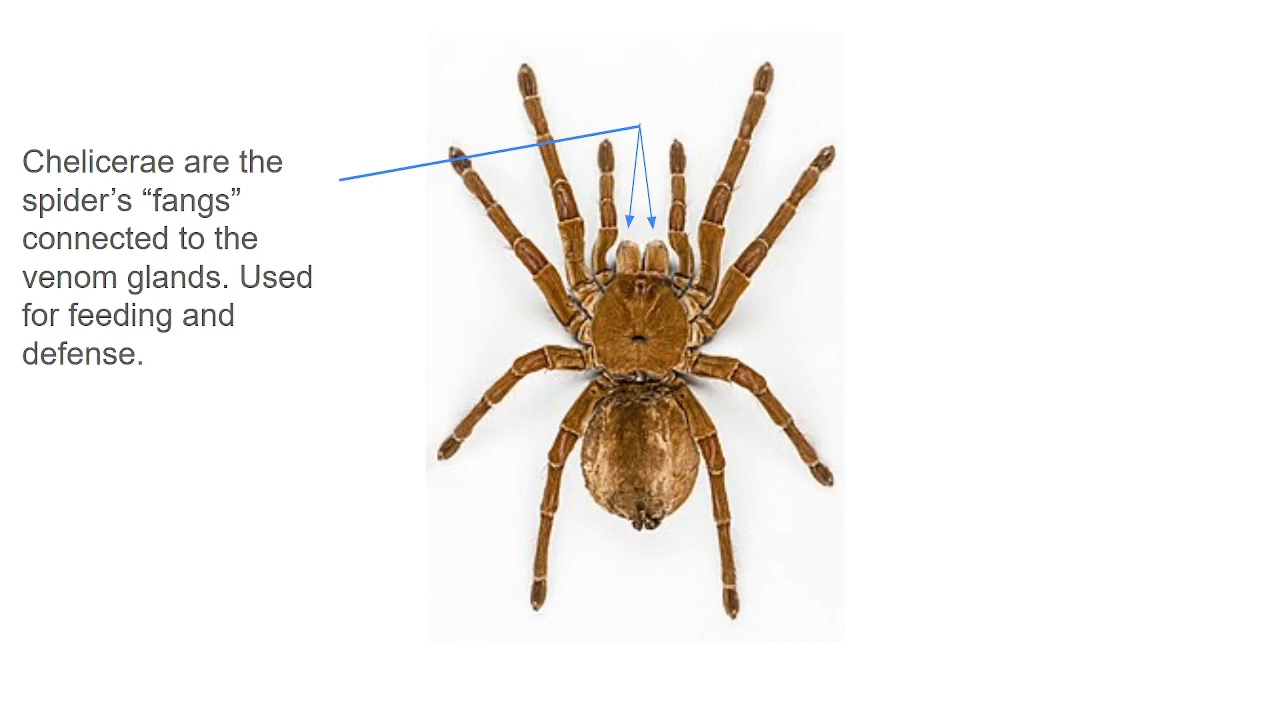 Chelicerae are the
spider’s “fangs”
connected to the
venom glands. Used
for feeding and
defense.